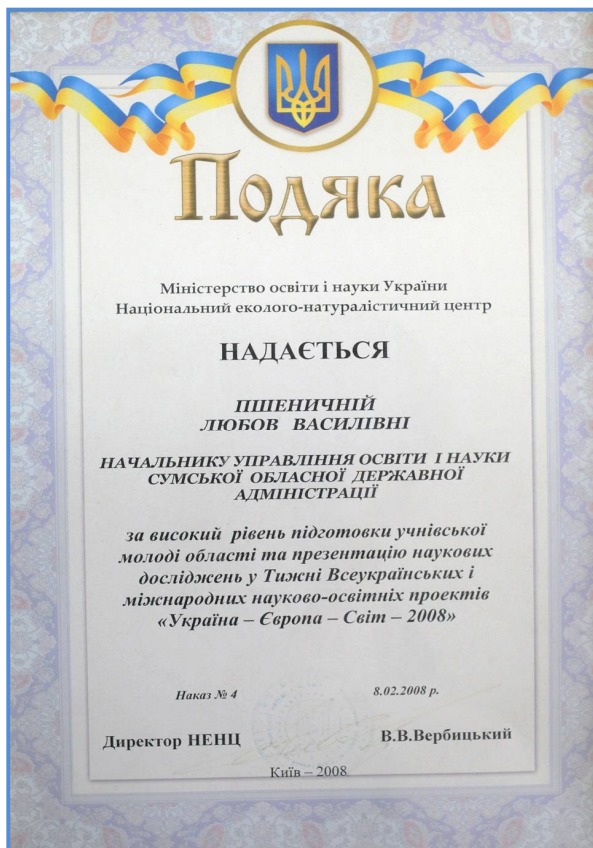 Подяка
Міністерство освіти і науки України
Національний еколого-натуралістичний центр
НАДАЄТЬСЯ
ПШЕНИЧНІЙ
ЛЮБОВ ВАСИЛІВНІ
НАЧАЛЬНИКУ УПРАВЛІННЯ ОСВІТИ І НАУКИ
СУМСЬКОЇ ОБЛАСНОЇ ДЕРЖАВНОЇ
АДМІНІСТРАЦІЇ
за високий рівень підготовки учнівської
молоді області та презентацію наукових
досліджень у Тижні Всеукраїнських і
міжнародних науково-освітніх проектів
«Україна – Європа – Світ – 2008»
Наказ № 4 8.02.2008 р.
Директор НЕНЦ В.В.Вербицький
Київ – 2008